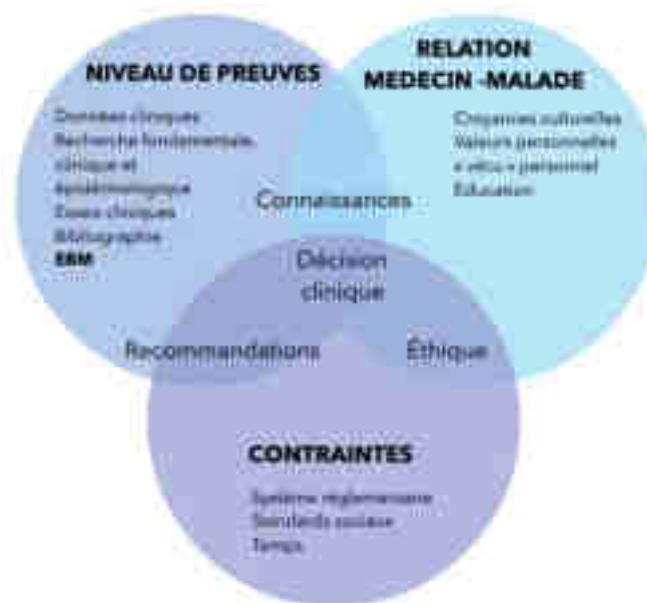 NIVEAU DE PREUVES
Données cliques
Recherche fondamentale,
clinique et
épidémiologique
Essais cliniques
Bibliographie
EBM
RELATION
MEDECIN -MALADE
Croyances culturelles
Valeurs personnelles
« vécu » personnel
Education
Connaissances
Décision
clinique
Recommandations
Éthique
CONTRAINTES
Système réglementaire
Standards sociaux
Temps